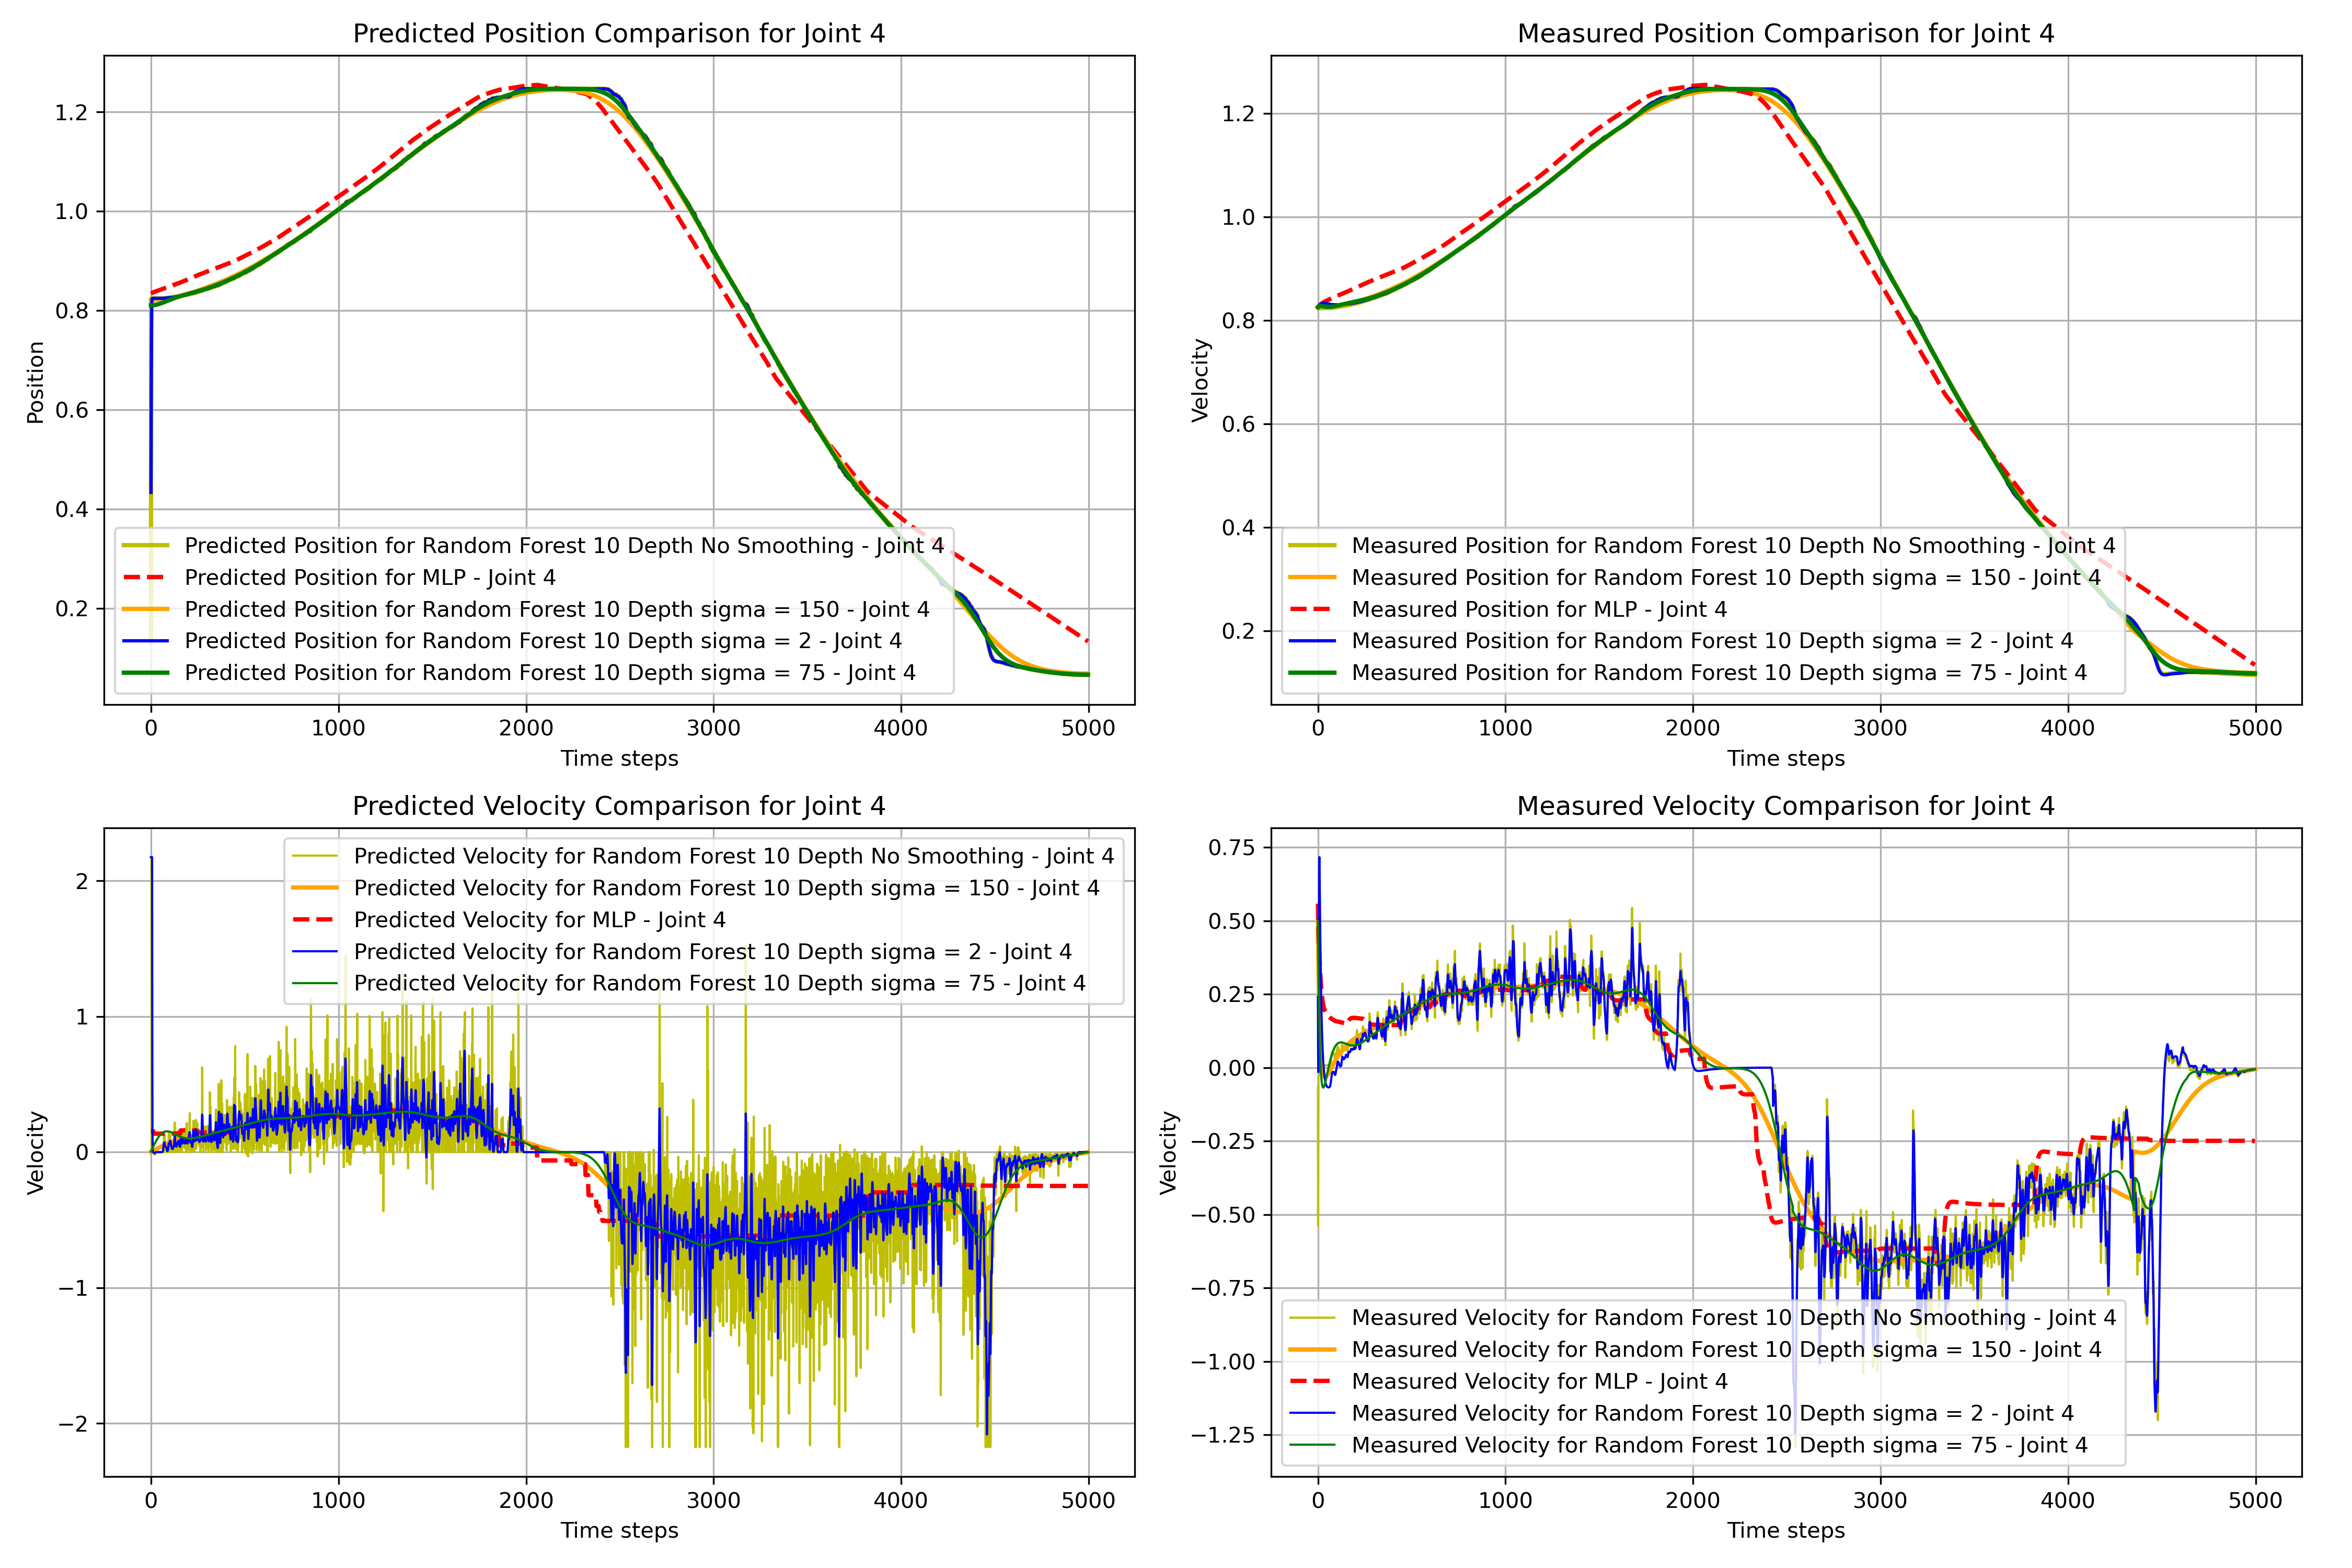 Predicted Position Comparison for Joint 4
Position
1.2
1.0
0.8
0.6
0.4
0.2
Predicted Position for Random Forest 10 Depth No Smoothing - Joint 4
Predicted Position for MLP - Joint 4
Predicted Position for Random Forest 10 Depth sigma = 150 - Joint 4
Predicted Position for Random Forest 10 Depth sigma = 2 - Joint 4
Predicted Position for Random Forest 10 Depth sigma = 75 - Joint 4
0 1000 2000 3000 4000 5000
Time steps
Measured Position Comparison for Joint 4
Velocity
1.2
1.0
0.8
0.6
0.4
0.2
Measured Position for Random Forest 10 Depth No Smoothing - Joint 4
Measured Position for Random Forest 10 Depth sigma = 150 - Joint 4
Measured Position for MLP - Joint 4
Measured Position for Random Forest 10 Depth sigma = 2 - Joint 4
Measured Position for Random Forest 10 Depth sigma = 75 - Joint 4
0 1000 2000 3000 4000 5000
Time steps
Predicted Velocity Comparison for Joint 4
Velocity
2
1
0
−1
−2
Predicted Velocity for Random Forest 10 Depth No Smoothing - Joint 4
Predicted Velocity for Random Forest 10 Depth sigma = 150 - Joint 4
Predicted Velocity for MLP - Joint 4
Predicted Velocity for Random Forest 10 Depth sigma = 2 - Joint 4
Predicted Velocity for Random Forest 10 Depth sigma = 75 - Joint 4
0 1000 2000 3000 4000 5000
Time steps
Measured Velocity Comparison for Joint 4
Velocity
0.75
0.50
0.25
0.00
−0.25
−0.50
−0.75
−1.00
−1.25
Measured Velocity for Random Forest 10 Depth No Smoothing - Joint 4
Measured Velocity for Random Forest 10 Depth sigma = 150 - Joint 4
Measured Velocity for MLP - Joint 4
Measured Velocity for Random Forest 10 Depth sigma = 2 - Joint 4
Measured Velocity for Random Forest 10 Depth sigma = 75 - Joint 4
0 1000 2000 3000 4000 5000
Time steps